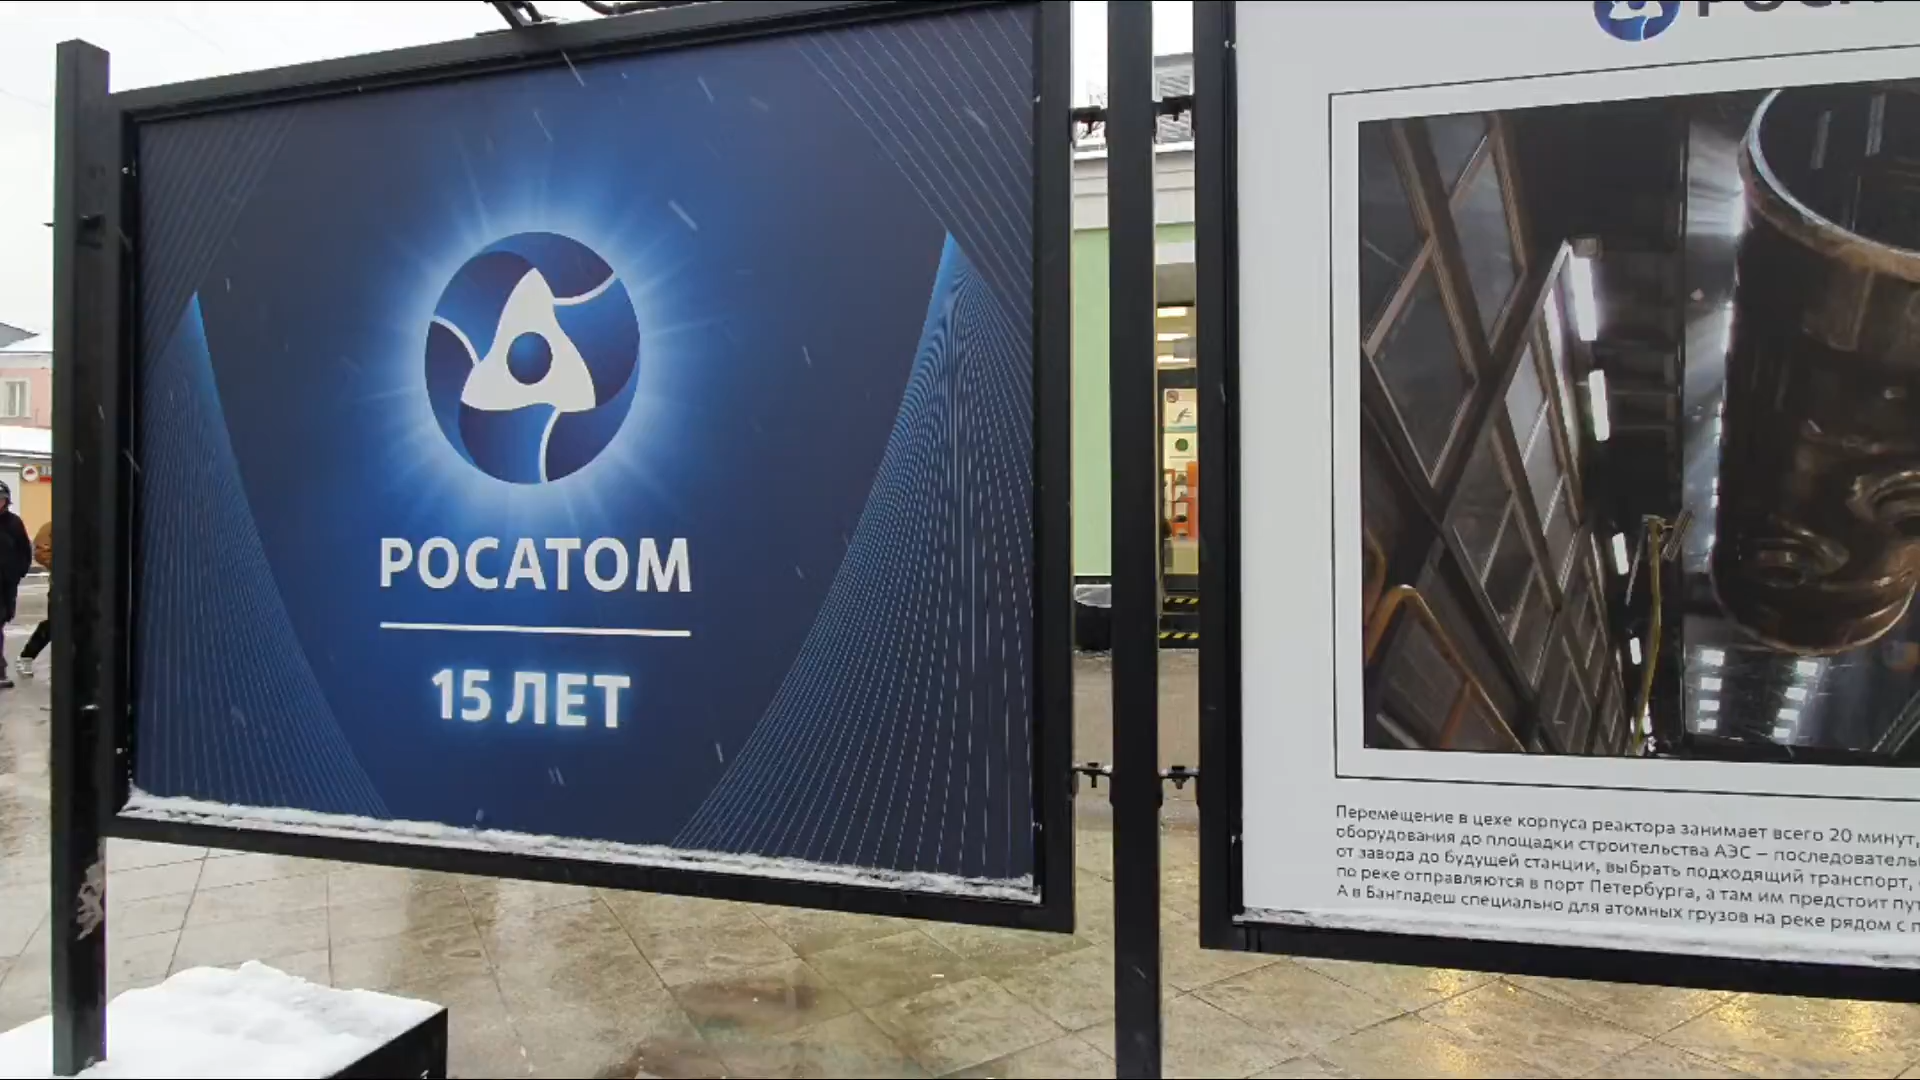 РОСАТОМ
15 ЛЕТ
Перемещение в цехе корпуса реактора занимает всего 20 минут,
оборудования до площадки строительства АЭС – последователь
от завода до будущей станции, выбрать подходящий транспорт,
по реке отправляются в порт Петербурга, а там им предстоит пут
А в Бангладеш специально для атомных грузов на реке рядом с п